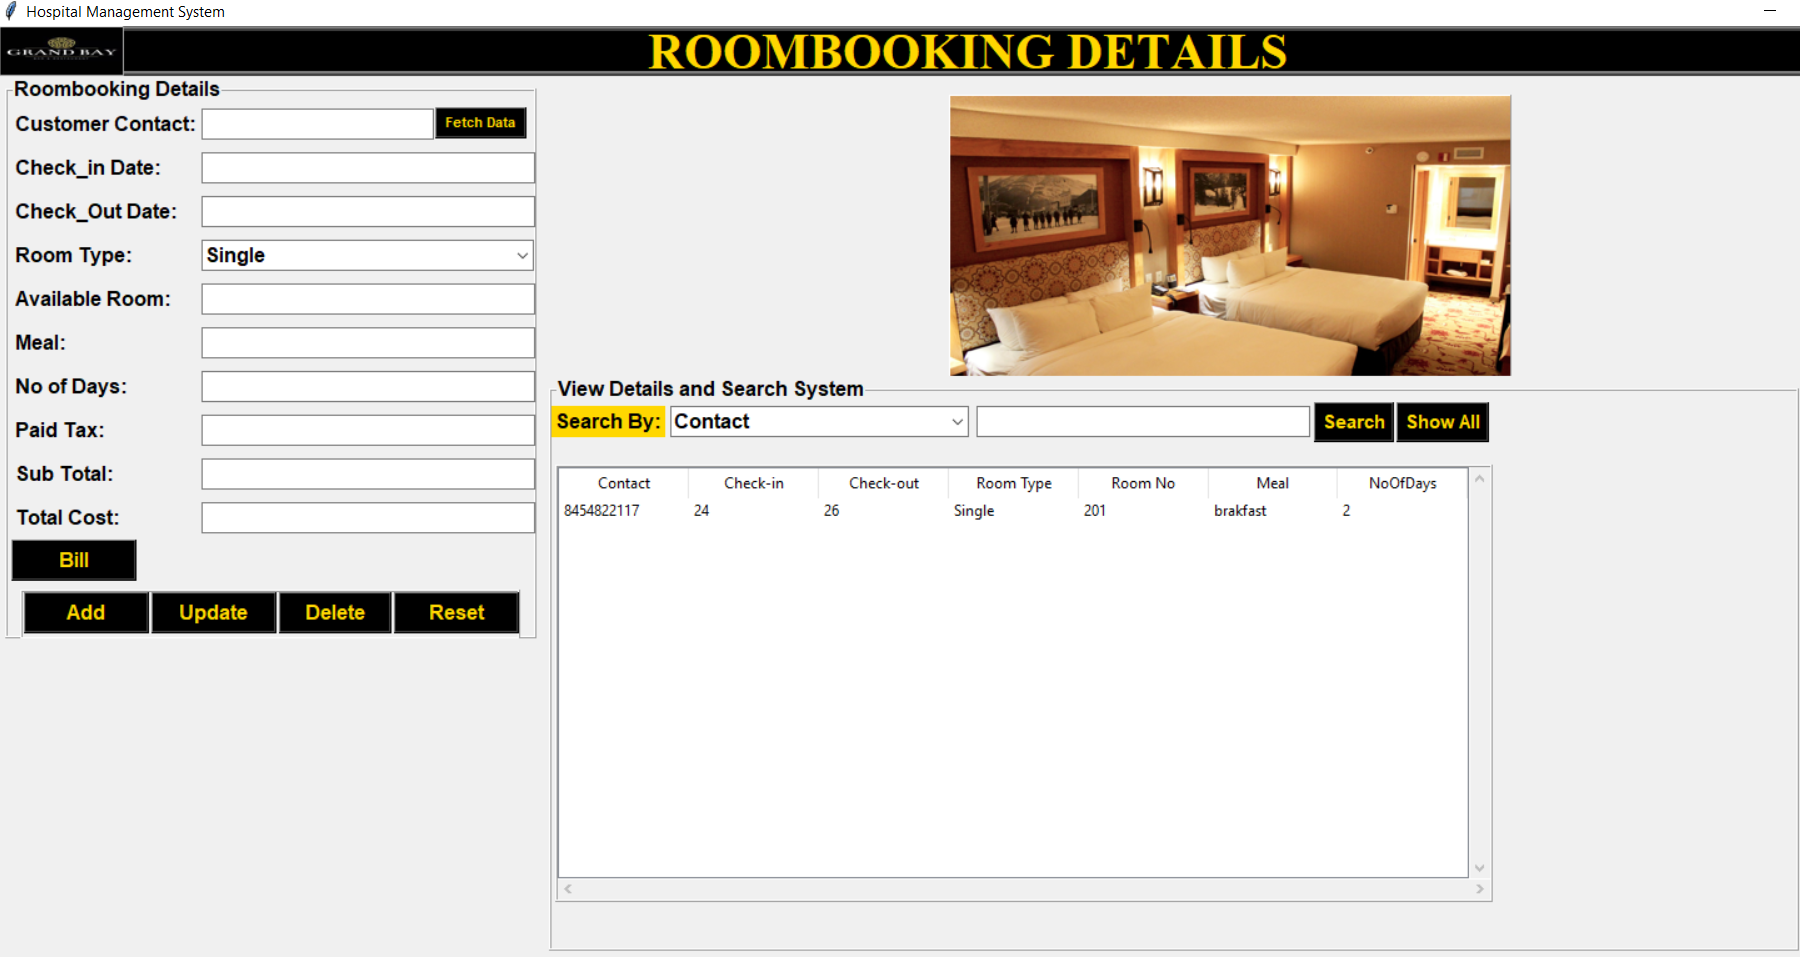 Hospital Management System
GRAND BAY
ROOMBOOKING DETAILS
Roombooking Details
Customer Contact:
Fetch Data
Check_in Date:
Check_Out Date:
Room Type:
Single
Available Room:
Meal:
No of Days:
Paid Tax:
Sub Total:
Total Cost:
Bill
Add Update Delete Reset
View Details and Search System
Search By: Contact Search Show All
Contact Check-in Check-out Room Type Room No Meal NoOfDays
8454822117 24 26 Single 201 brakfast 2